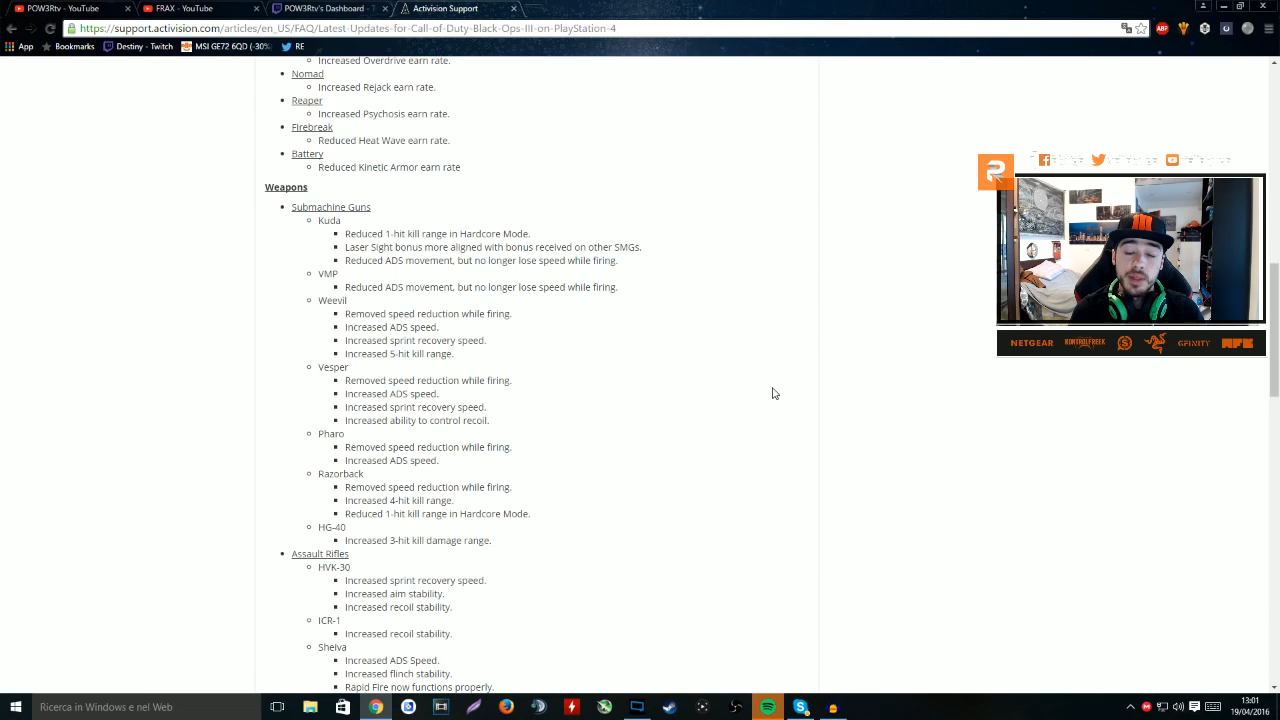 POW3Rtv - YouTube
FRAX - YouTube
POW3Rtv's Dashboard - T
Activision Support
https://support.activision.com/articles/en_US/FAQ/Latest-Updates-for-Call-of-Duty-Black-Ops-III-on-PlayStation-4
App
Bookmarks
Destiny - Twitch
MSI GE72 6QD (-30%
RE
Increased Overdrive earn rate.
Nomad
Increased Rejack earn rate.
Reaper
Increased Psychosis earn rate.
Firebreak
Reduced Heat Wave earn rate.
Battery
Reduced Kinetic Armor earn rate
Weapons
Submachine Guns
Kuda
Reduced 1-hit kill range in Hardcore Mode.
Laser Sight bonus more aligned with bonus received on other SMGs.
Reduced ADS movement, but no longer lose speed while firing.
VMP
Reduced ADS movement, but no longer lose speed while firing.
Weevil
Removed speed reduction while firing.
Increased ADS speed.
Increased sprint recovery speed.
Increased 5-hit kill range.
Vesper
Removed speed reduction while firing.
Increased ADS speed.
Increased sprint recovery speed.
Increased ability to control recoil.
Pharo
Removed speed reduction while firing.
Increased ADS speed.
Razorback
Removed speed reduction while firing.
Increased 4-hit kill range.
Reduced 1-hit kill range in Hardcore Mode.
HG-40
Increased 3-hit kill damage range.
Assault Rifles
HVK-30
Increased sprint recovery speed.
Increased aim stability.
Increased recoil stability.
ICR-1
Increased recoil stability.
Sheiva
Increased ADS Speed.
Increased flinch stability.
Rapid Fire now functions properly.
NETGEAR KONTROLFREEK GFINITY
Ricerca in Windows e nel Web
13:01
19/04/2016